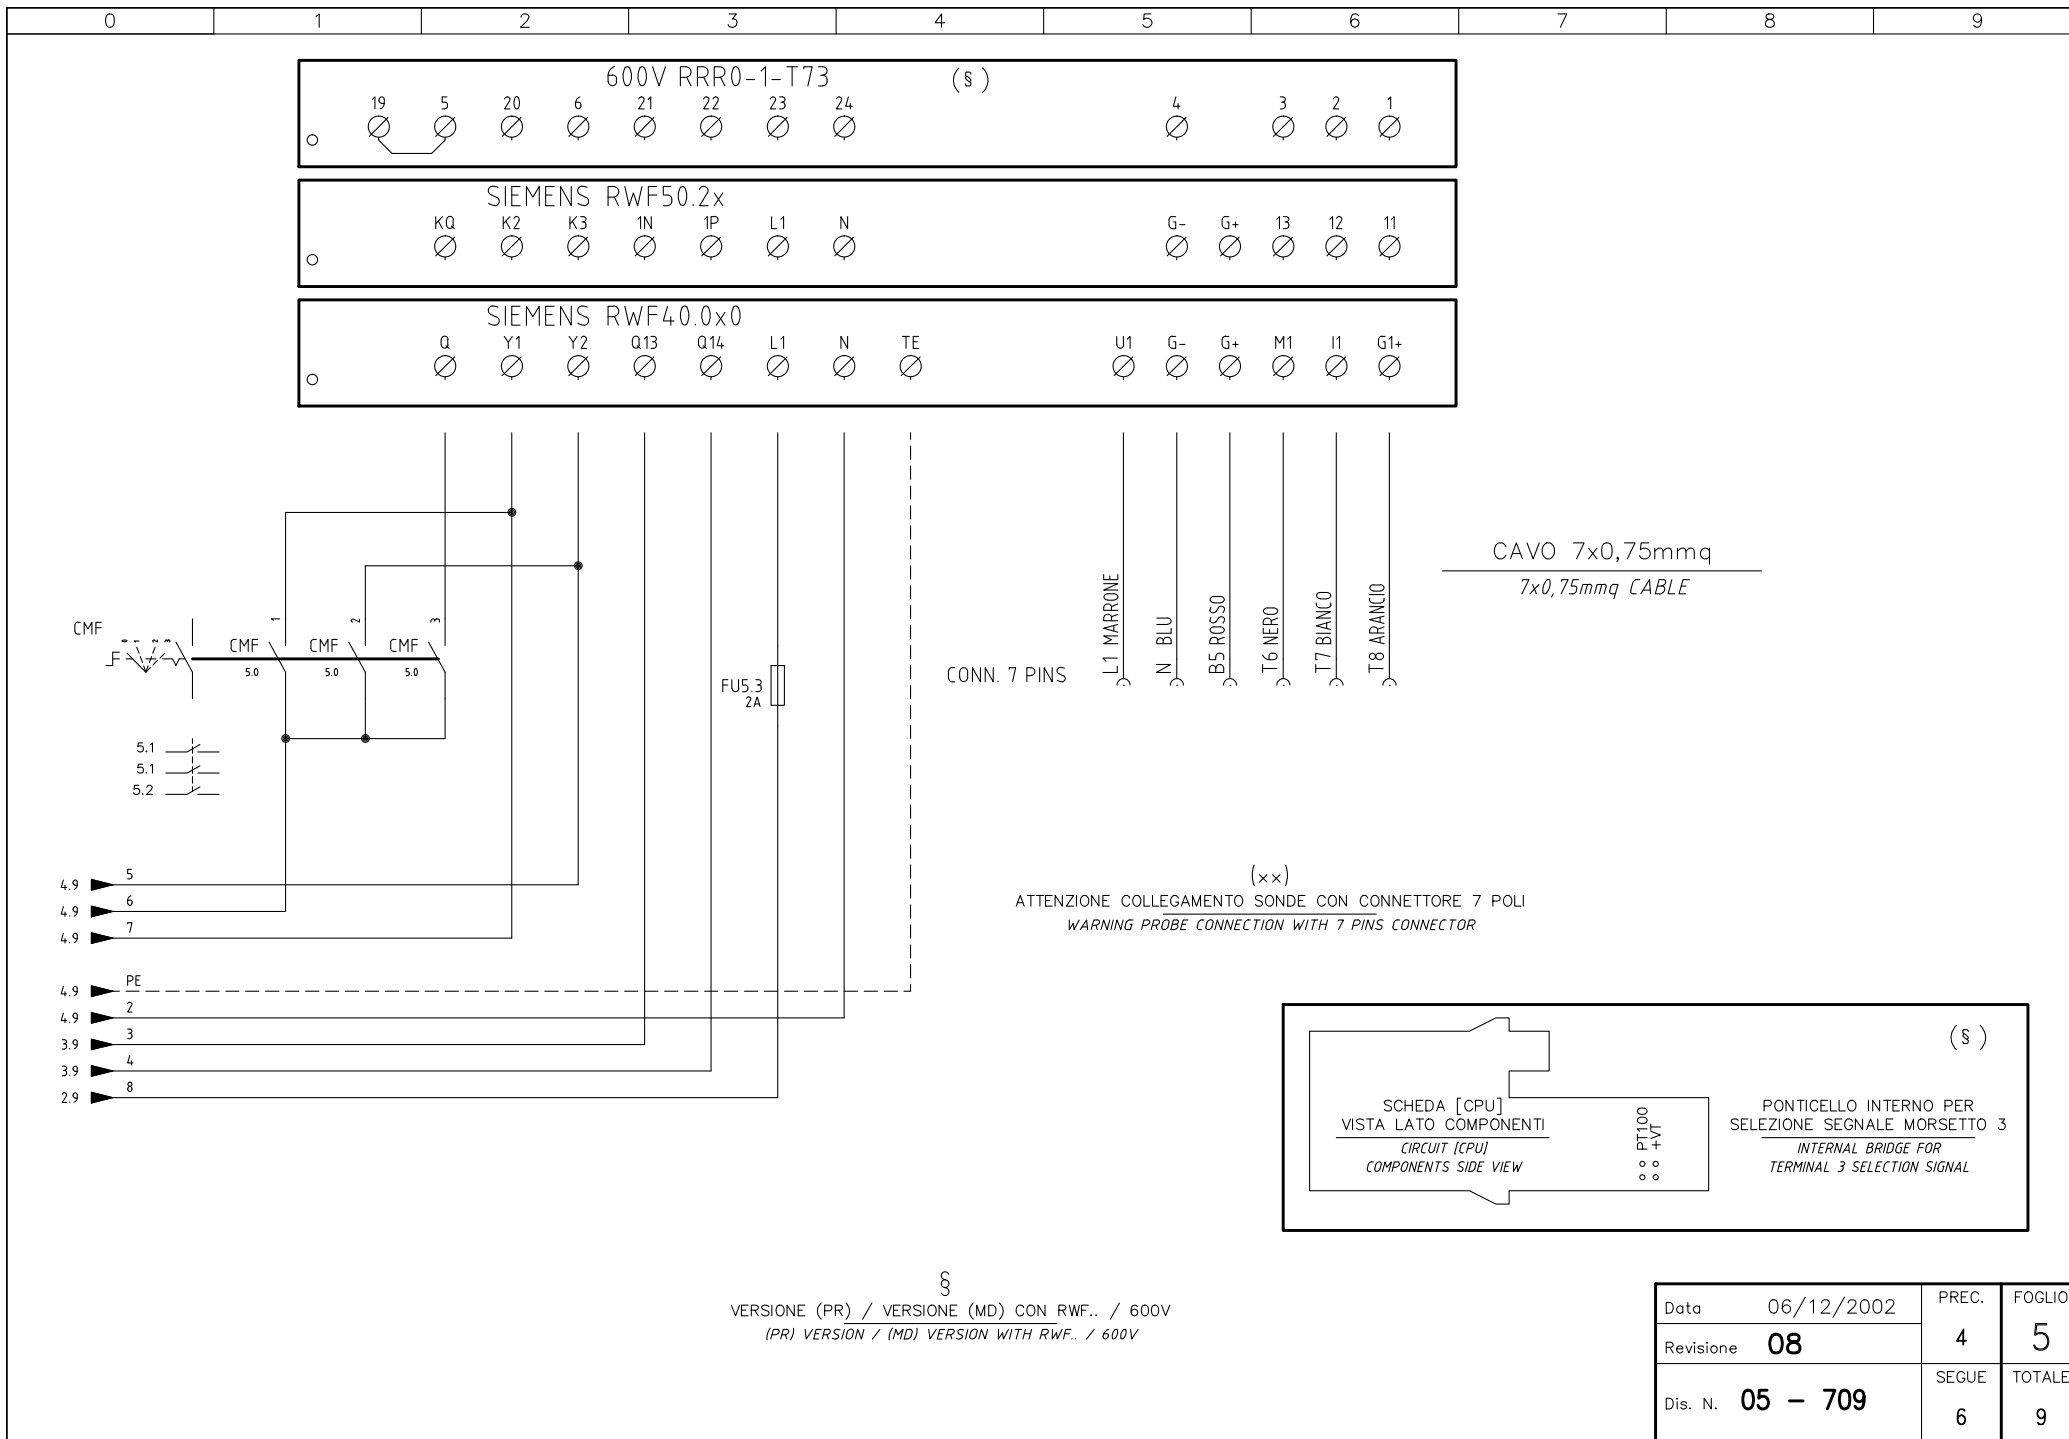 0 1 2 3 4 5 6 7 8 9
600V RRR0-1-T73 (§)
19 5 20 6 21 22 23 24 4 3 2 1
SIEMENS RWF50.2x
KQ K2 K3 1N 1P L1 N G- G+ 13 12 11
SIEMENS RWF40.0x0
Q Y1 Y2 Q13 Q14 L1 N TE U1 G- G+ M1 I1 G1+
CAVO 7x0,75mmq
7x0,75mmq CABLE
L1 MARRONE
N BLU
B5 ROSSO
T6 NERO
T7 BIANCO
T8 ARANCIO
CONN. 7 PINS
1 2 3
CMF
0 1 2 3
CMF CMF CMF
5.0 5.0 5.0
FU5.3
2A
5.1
5.1
5.2
4.9 5
4.9 6
4.9 7
4.9 PE
4.9 2
3.9 3
3.9 4
2.9 8
(xx)
ATTENZIONE COLLEGAMENTO SONDE CON CONNETTORE 7 POLI
WARNING PROBE CONNECTION WITH 7 PINS CONNECTOR
(§)
SCHEDA [CPU]
VISTA LATO COMPONENTI
CIRCUIT [CPU]
COMPONENTS SIDE VIEW
PT100
+VT
PONTICELLO INTERNO PER
SELEZIONE SEGNALE MORSETTO 3
INTERNAL BRIDGE FOR
TERMINAL 3 SELECTION SIGNAL
§
VERSIONE (PR) / VERSIONE (MD) CON RWF.. / 600V
(PR) VERSION / (MD) VERSION WITH RWF.. / 600V
Data 06/12/2002
Revisione 08
Dis. N. 05 - 709
PREC.
4
FOGLIO
5
SEGUE
6
TOTALE
9